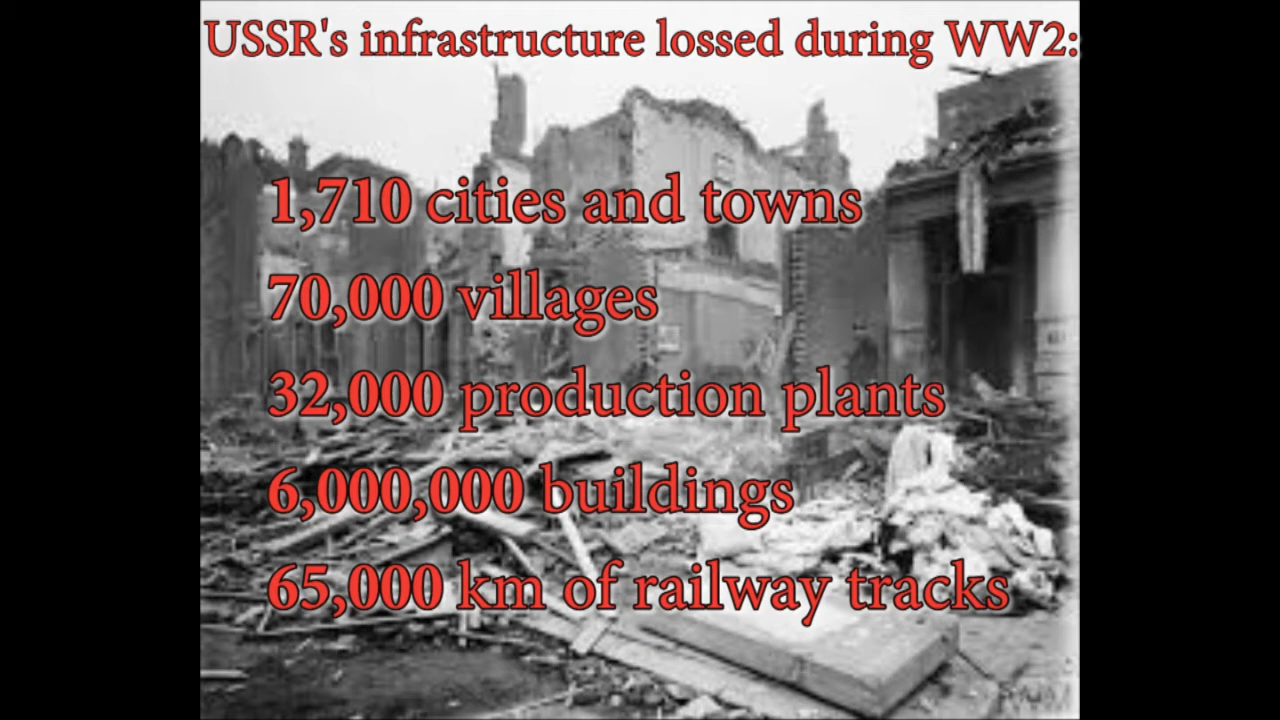 USSR's infrastructure lossed during WW2:
1,710 cities and towns
70,000 villages
32,000 production plants
6,000,000 buildings
65,000 km of railway tracks